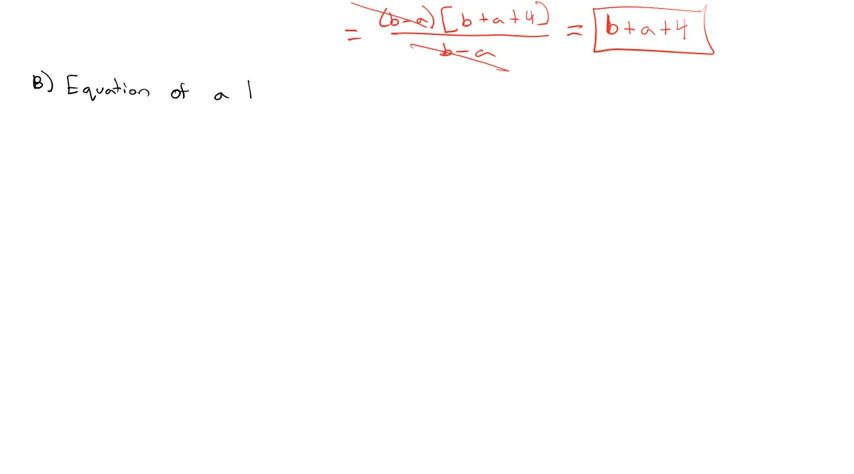 = (b-a)[b+a+4] / b-a = b+a+4
B) Equation of a l